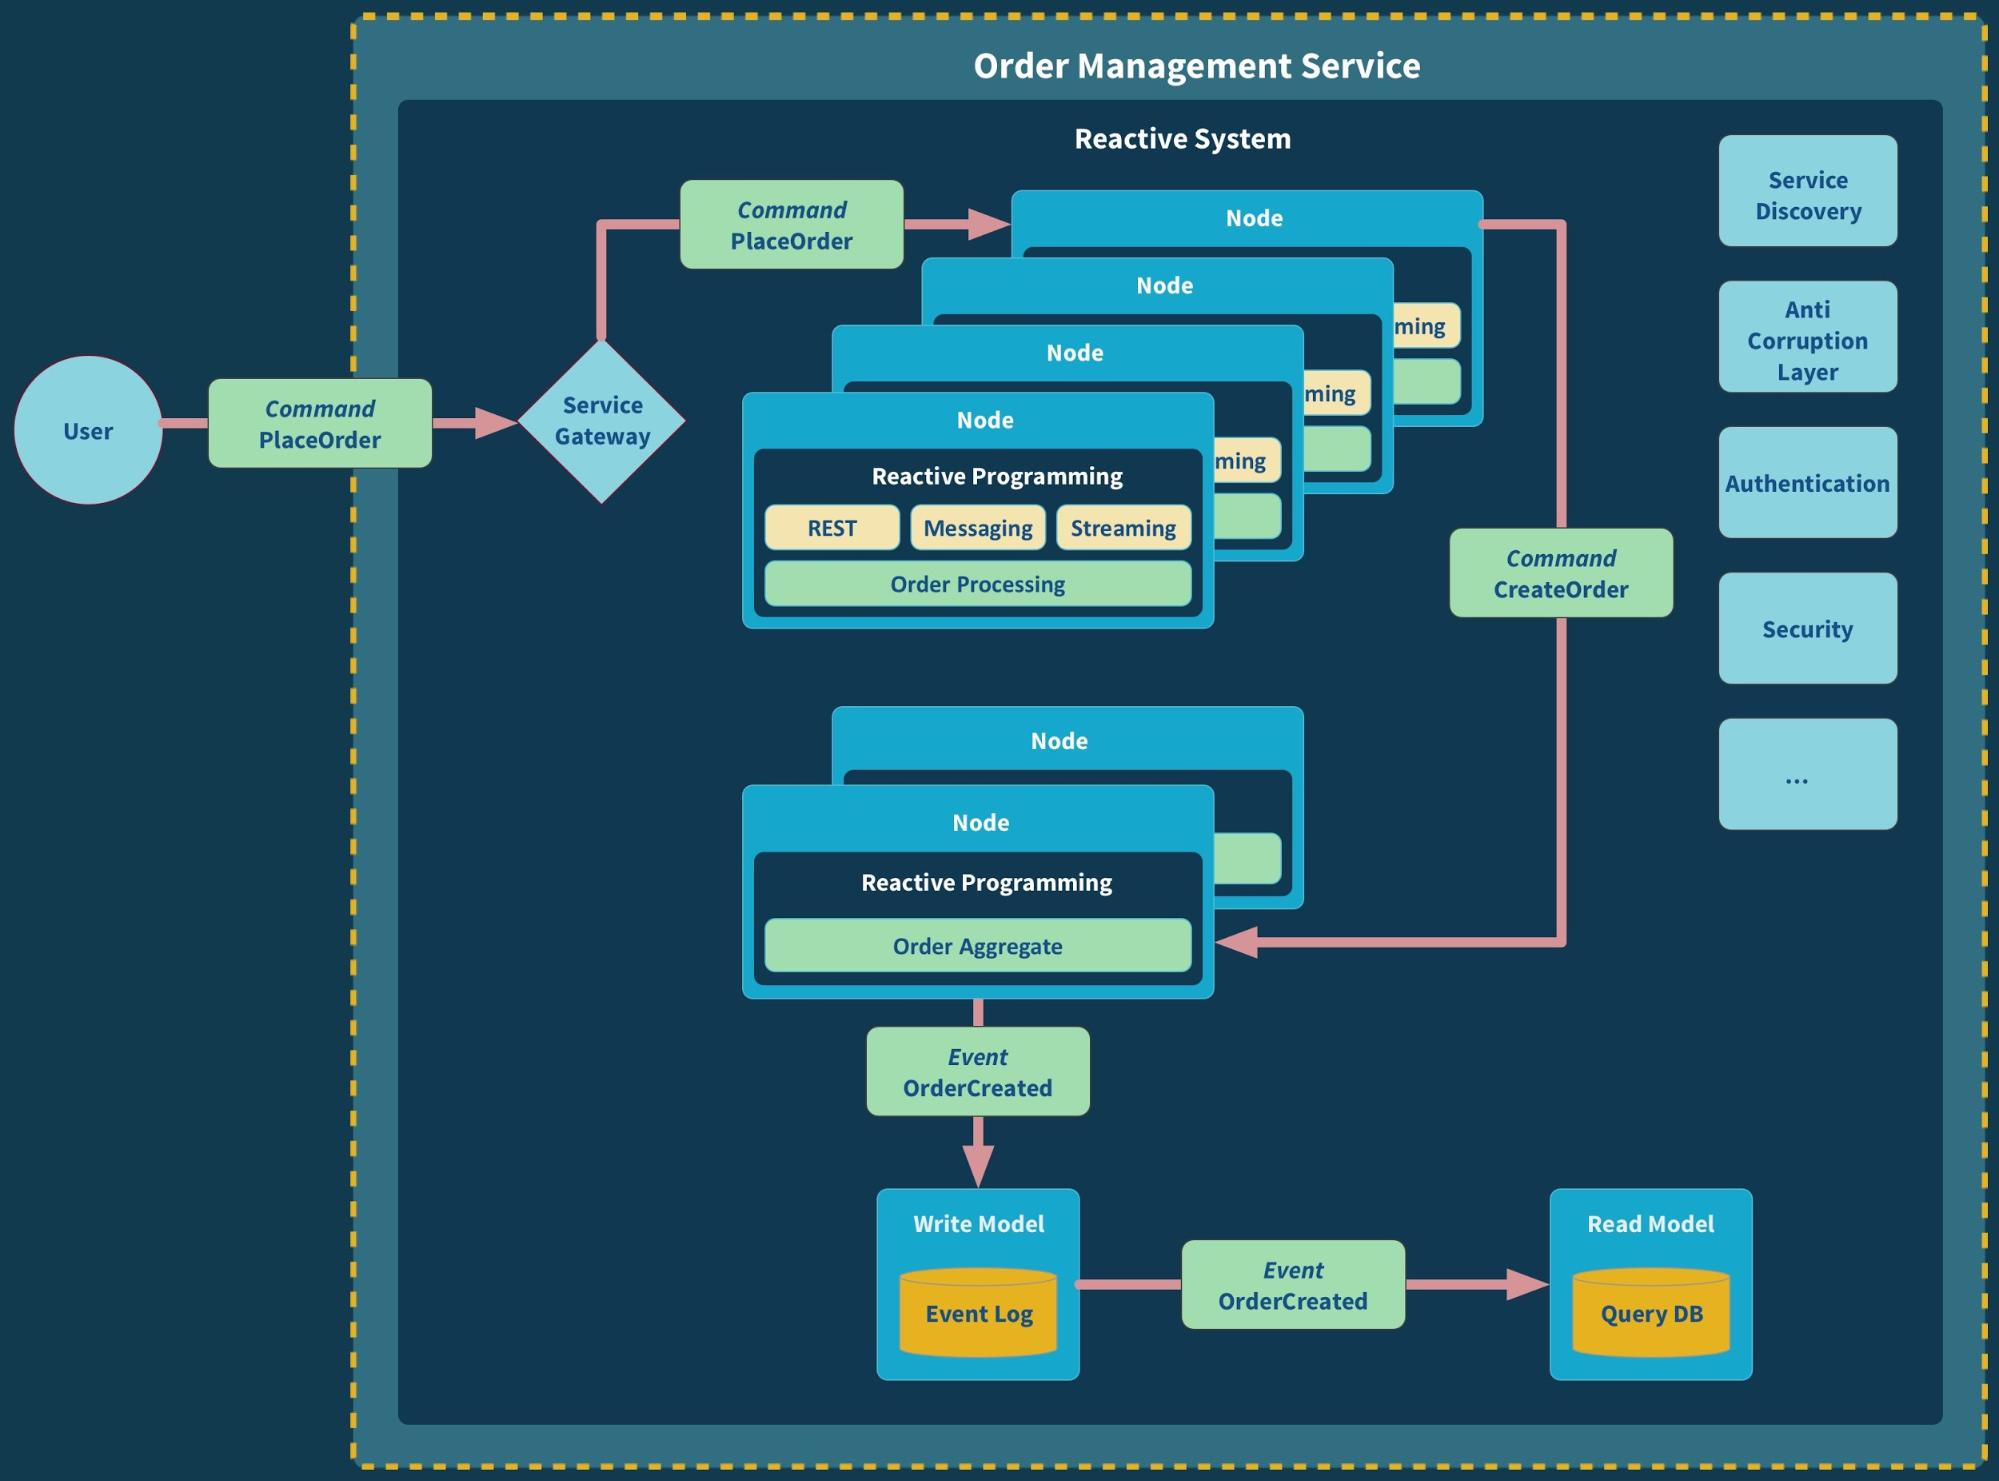 Order Management Service
Reactive System
Command
PlaceOrder
Node
Node
Node
Node
ming
ming
ming
Reactive Programming
REST
Messaging
Streaming
Order Processing
User
Command
PlaceOrder
Service
Gateway
Command
CreateOrder
Service
Discovery
Anti
Corruption
Layer
Authentication
Security
...
Node
Node
Reactive Programming
Order Aggregate
Event
OrderCreated
Write Model
Event Log
Event
OrderCreated
Read Model
Query DB